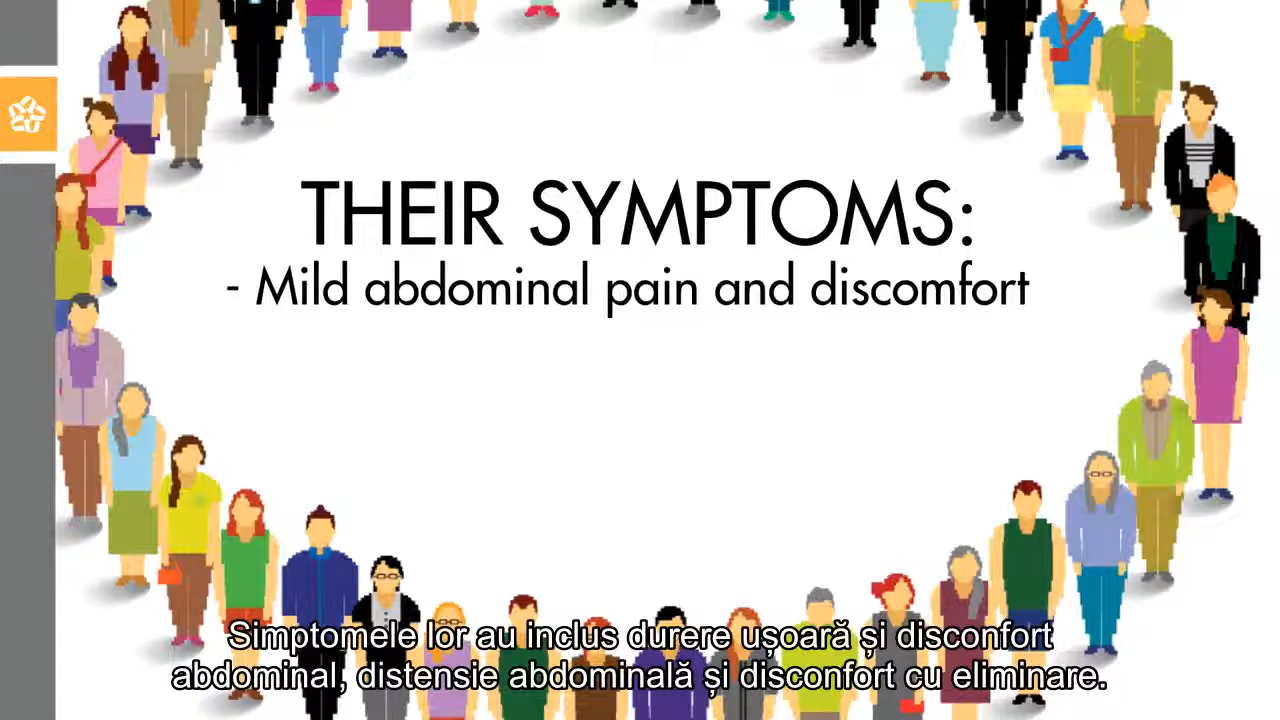 THEIR SYMPTOMS:
- Mild abdominal pain and discomfort
Simptomele lor au inclus durere ușoară și disconfort
abdominal, distensie abdominală și disconfort cu eliminare.